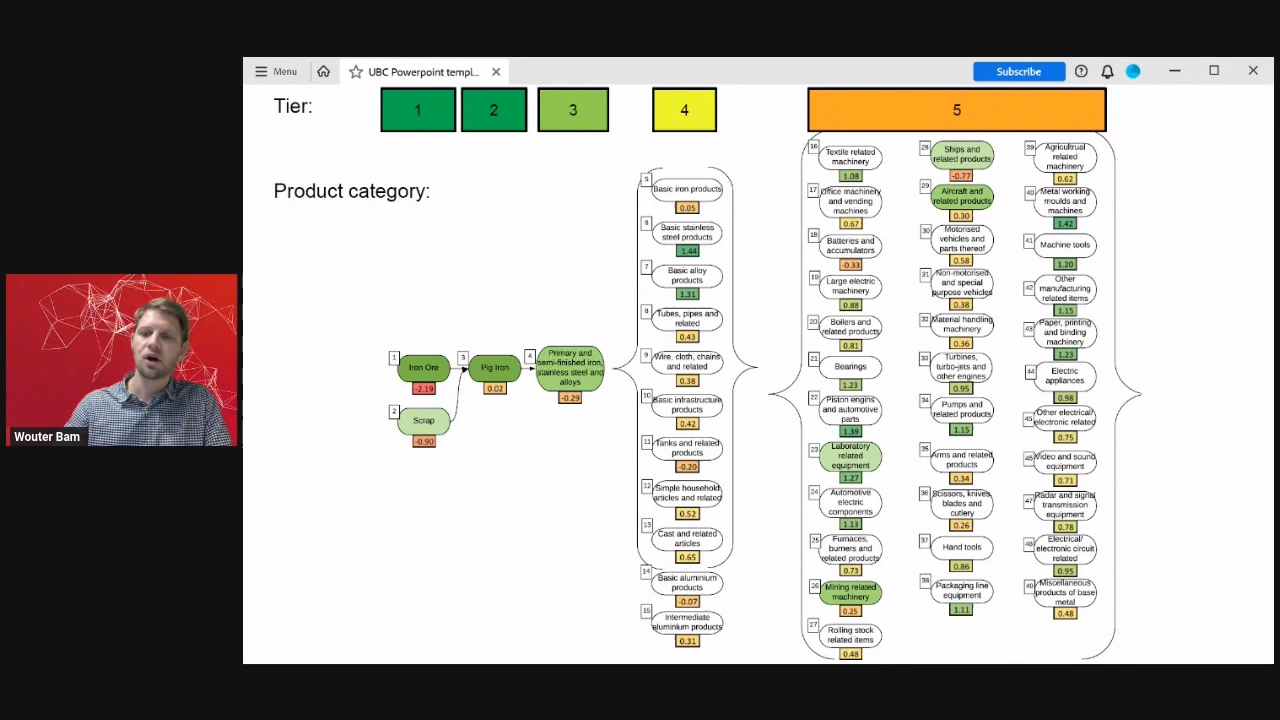 Menu
UBC Powerpoint templ...
Subscribe
Tier:
1
2
3
4
5
Product category:
1
Iron Ore
-2.19
2
Scrap
-0.90
3
Pig Iron
0.02
4
Primary and
semi-finished iron,
stainless steel and
alloys
-0.29
5
Basic iron products
0.05
6
Basic stainless
steel products
1.44
7
Basic alloy
products
1.31
8
Tubes, pipes and
related
0.43
9
Wire, cloth, chains
and related
0.38
10
Basic infrastructure
products
0.42
11
Tanks and related
products
-0.20
12
Simple household
articles and related
0.52
13
Cast and related
articles
0.65
14
Basic aluminium
products
-0.07
15
Intermediate
aluminium products
0.31
16
Textile related
machinery
1.08
17
Office machinery
and vending
machines
0.67
18
Batteries and
accumulators
-0.33
19
Large electric
machinery
0.88
20
Boilers and
related products
0.81
21
Bearings
1.23
22
Piston engines
and automotive
parts
1.39
23
Laboratory
related
equipment
1.27
24
Automotive
electric
components
1.13
25
Furnaces,
burners and
related products
0.73
26
Mining related
machinery
0.25
27
Rolling stock
related items
0.48
28
Ships and
related products
-0.77
29
Aircraft and
related products
0.30
30
Motorised
vehicles and
parts thereof
0.58
31
Non-motorised
and special
purpose vehicles
0.38
32
Material handling
machinery
0.36
33
Turbines,
turbo-jets and
other engines
0.95
34
Pumps and
related products
1.15
35
Arms and related
products
0.34
36
Scissors, knives,
blades and
cutlery
0.26
37
Hand tools
0.86
38
Packaging line
equipment
1.11
39
Agricultrual
related
machinery
0.62
40
Metal working
moulds and
machines
1.42
41
Machine tools
1.20
42
Other
manufacturing
related items
1.15
43
Paper, printing
and binding
machinery
1.23
44
Electric
appliances
0.98
45
Other electrical/
electronic related
0.75
46
Video and sound
equipment
0.71
47
Radar and signal
transmission
equipment
0.78
48
Electrical/
electronic circuit
related
0.95
49
Miscellaneous
products of base
metal
0.48
Wouter Bam